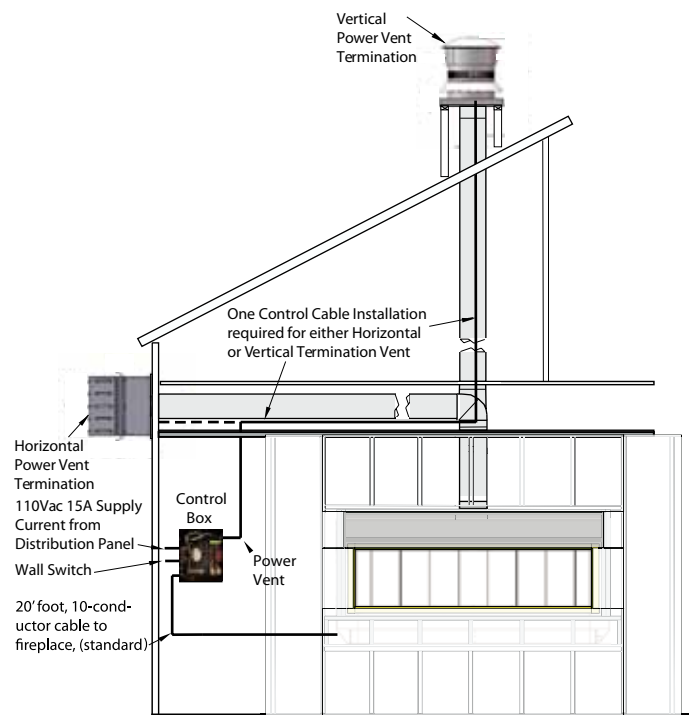 Vertical
Power Vent
Termination
One Control Cable Installation
required for either Horizontal
or Vertical Termination Vent
Horizontal
Power Vent
Termination
110Vac 15A Supply
Current from
Distribution Panel
Wall Switch
Control
Box
Power
Vent
20' foot, 10-cond-
uctor cable to
fireplace, (standard)